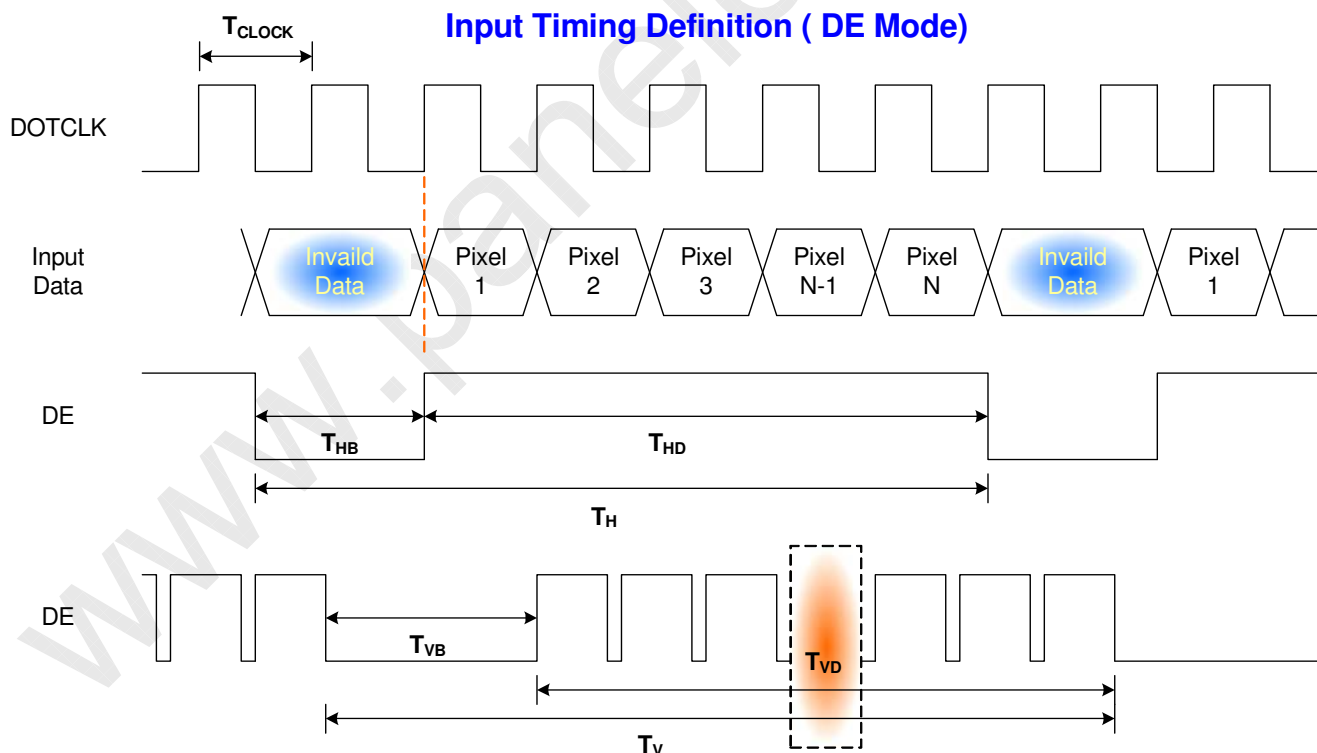 Input Timing Definition ( DE Mode)
TCLOCK
DOTCLK
Input
Data
Invaild
Data
Pixel
1
Pixel
2
Pixel
3
Pixel
N-1
Pixel
N
Invaild
Data
Pixel
1
DE
THB
THD
TH
DE
TVB
TVD
TV
www.panel